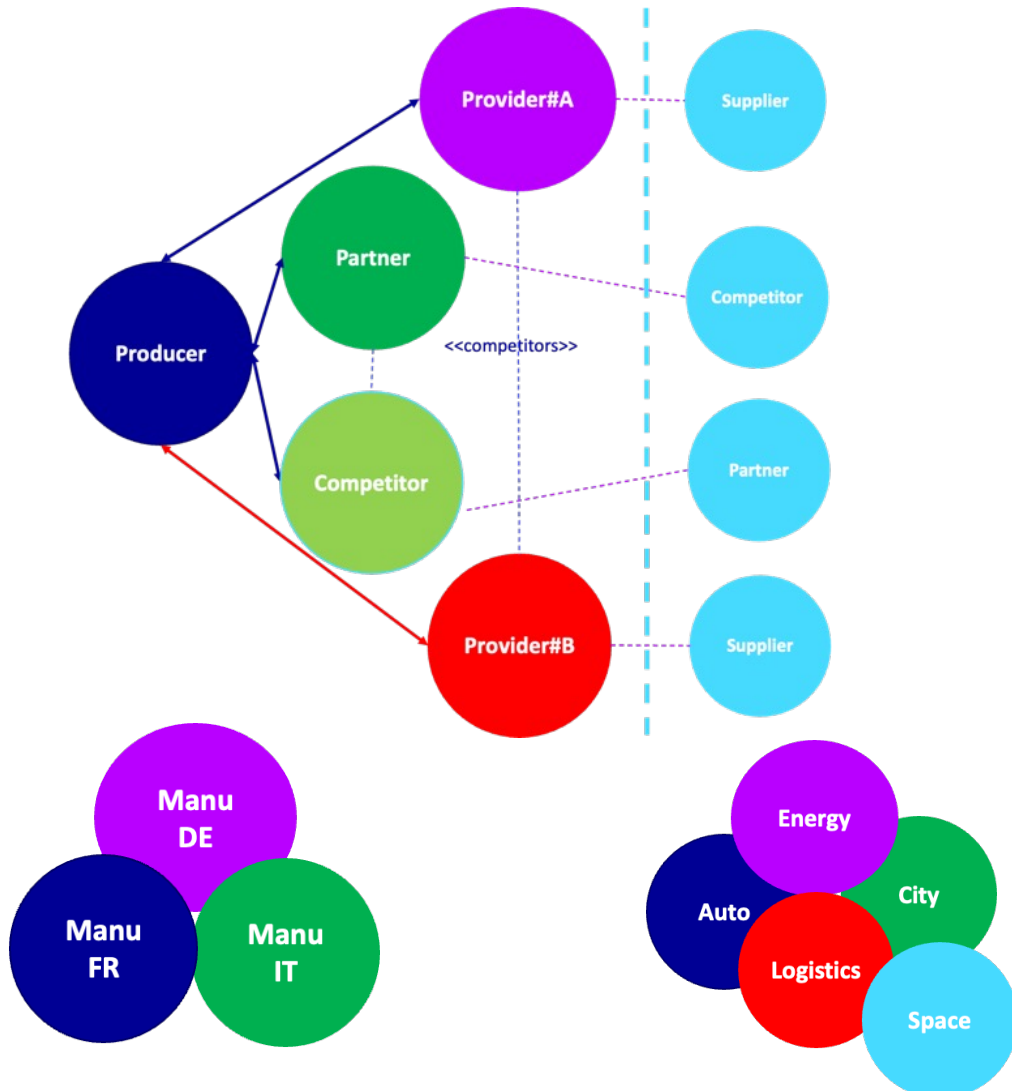 Provider#A
Supplier
Partner
Competitor
Producer
<<competitors>>
Competitor
Partner
Provider#B
Supplier
Manu
DE
Manu
FR
Manu
IT
Energy
Auto
City
Logistics
Space